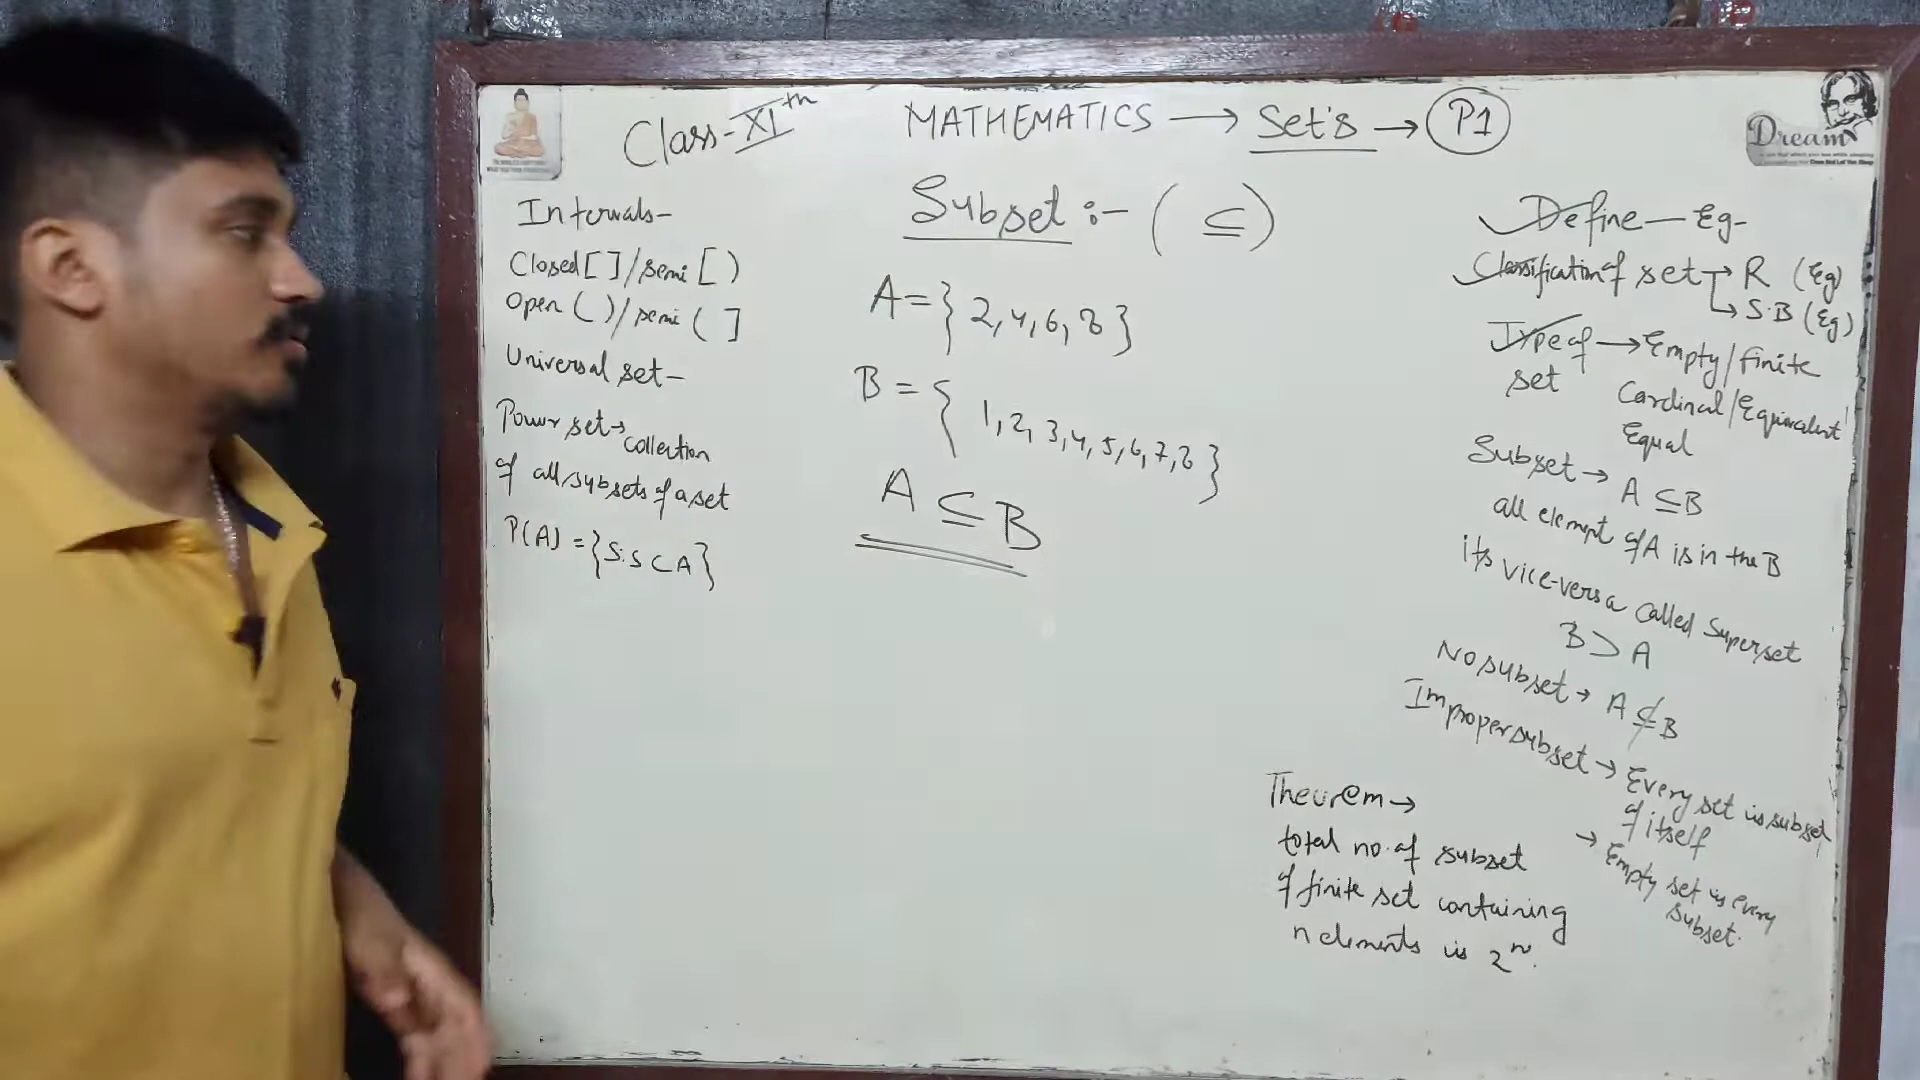 Class-XIth MATHEMATICS → Set's → P1
Dream
Intervals-
Closed[]/semi[)
Open()/semi(]
Universal set-
Power set→collection
of all subsets of a set
P(A)={S:S⊂A}
Subset :- (⊆)
A={2,4,6,8}
B={1,2,3,4,5,6,7,8}
A⊆B
Define-Eg-
Classification of set→R (Eg)
→S.B (Eg)
Type of set→Empty/finite
Cardinal/Equivalent
Equal
Subset→A⊆B
all element of A is in the B
its vice-versa called Superset
B⊃A
No subset→A⊄B
Improper subset→Every set is subset
of itself
→Empty set is every
subset.
Theorem→
total no. of subset
of finite set containing
n elements is 2ⁿ.